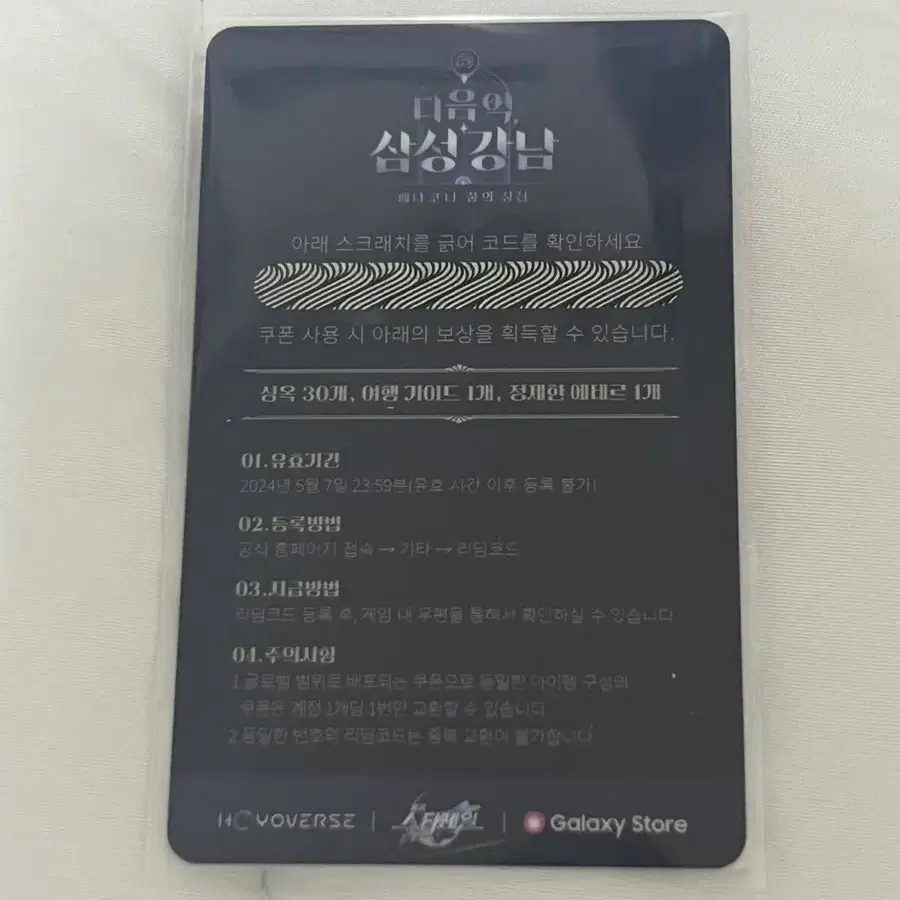 다음 역,
삼성 강남
페나코니 꿈의 성원
아래 스크래치를 긁어 코드를 확인하세요
쿠폰 사용 시 아래의 보상을 획득할 수 있습니다.
성옥 30개, 여행 가이드 1개, 정제한 에테르 1개
01.유효기간
2024년 5월 7일 23:59분(유효 시간 이후 등록 불가)
02.등록방법
공식 홈페이지 접속 → 기타 → 리딤코드
03.지급방법
리딤코드 등록 후, 게임 내 우편을 통해서 확인하실 수 있습니다
04.주의사항
1.글로벌 범위로 배포되는 쿠폰으로 동일한 아이템 구성의
쿠폰은 계정 1개당 1번만 교환할 수 있습니다
2.동일한 번호의 리딤코드는 중복 교환이 불가합니다
HOYOVERSE | 붕괴 스타레일 | Galaxy Store